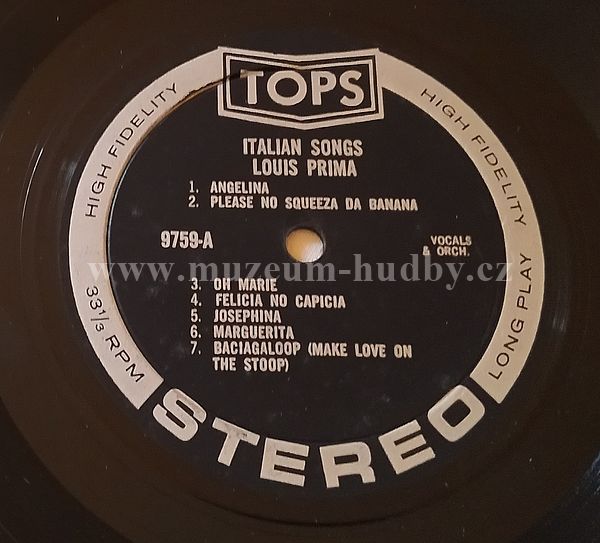 TOPS
HIGH FIDELITY
HIGH FIDELITY
ITALIAN SONGS
LOUIS PRIMA
1. ANGELINA
2. PLEASE NO SQUEEZA DA BANANA
9759-A
VOCALS
& ORCH.
www.muzeum-hudby.cz
3. OH MARIE
4. FELICIA NO CAPICIA
5. JOSEPHINA
6. MARGUERITA
7. BACIAGALOOP (MAKE LOVE ON
THE STOOP)
33 1/3 RPM
LONG PLAY
STEREO